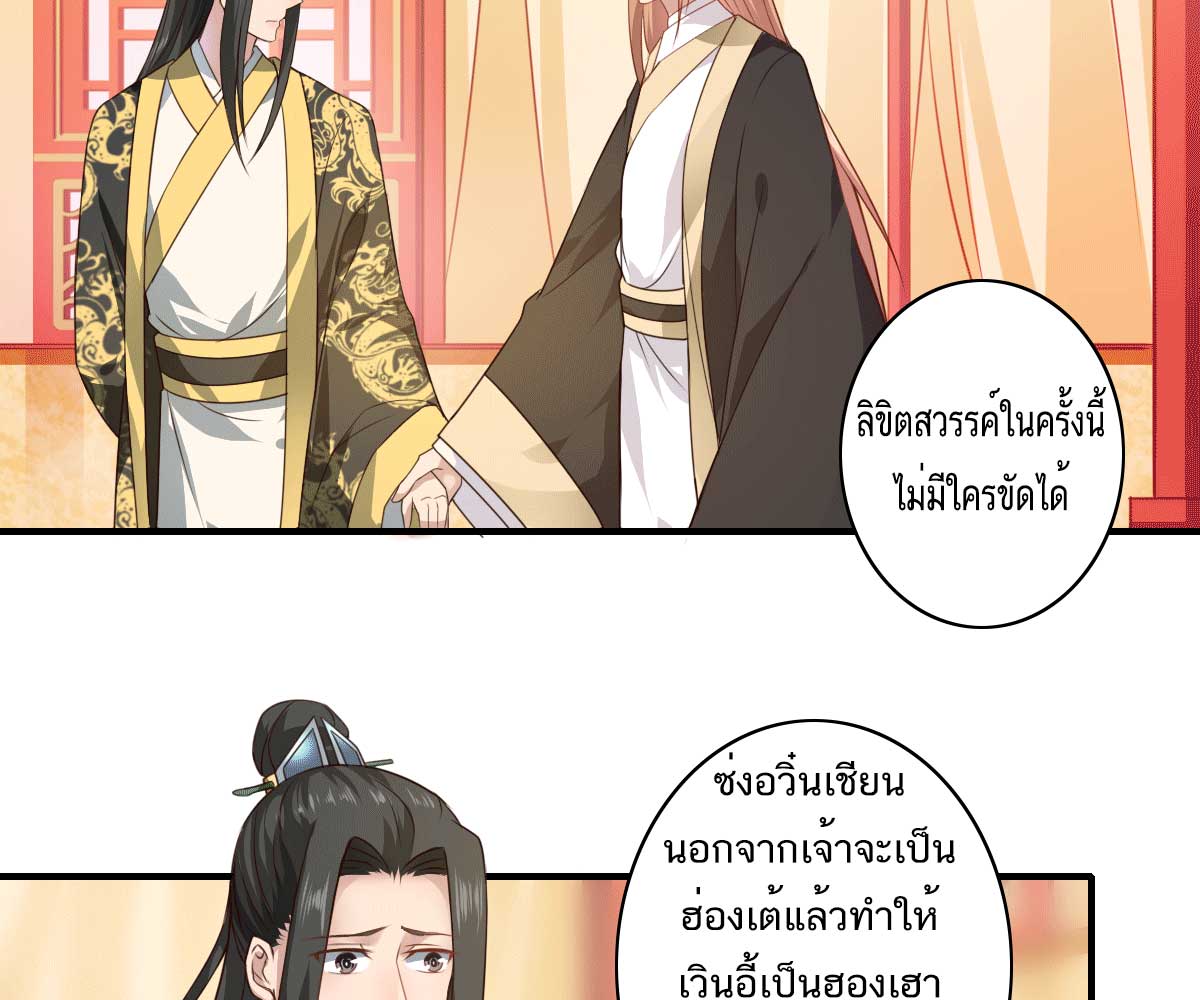 ลิขิตสวรรค์ในครั้งนี้
ไม่มีใครขัดได้
ซ่งอวิ๋นเชียน
นอกจากเจ้าจะเป็น
ฮ่องเต้แล้วทำให้
เวินอี้เป็นฮองเฮา